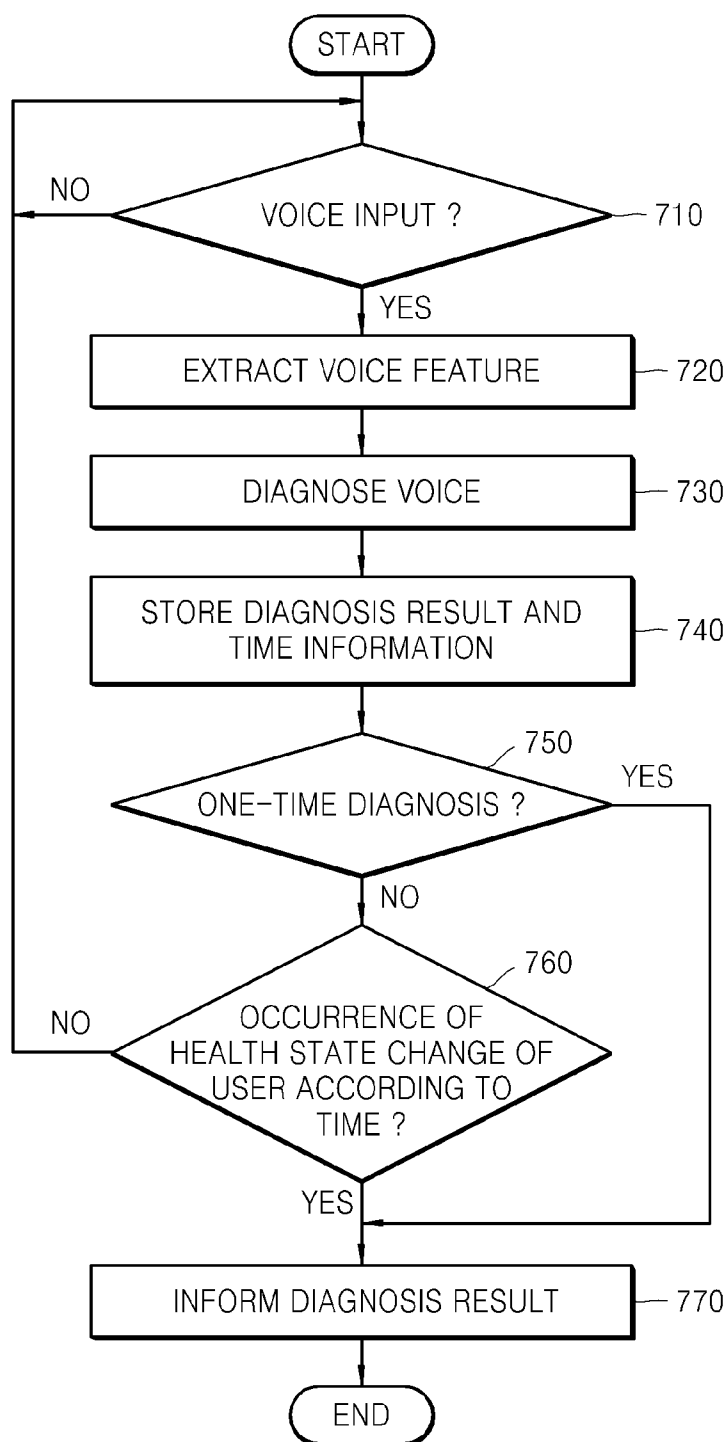 START
NO
VOICE INPUT ?
710
YES
EXTRACT VOICE FEATURE
720
DIAGNOSE VOICE
730
STORE DIAGNOSIS RESULT AND
TIME INFORMATION
740
750
ONE-TIME DIAGNOSIS ?
YES
NO
760
NO
OCCURRENCE OF
HEALTH STATE CHANGE OF
USER ACCORDING TO
TIME ?
YES
INFORM DIAGNOSIS RESULT
770
END